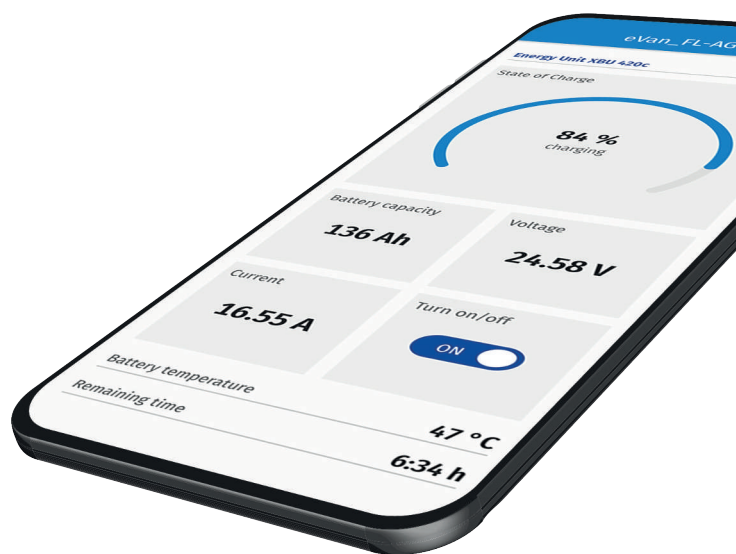 eVan_FL-AG
Energy Unit XBU 420c
State of Charge
84 %
charging
Battery capacity
136 Ah
Voltage
24.58 V
Current
16.55 A
Turn on/off
ON
Battery temperature
47 °C
Remaining time
6:34 h